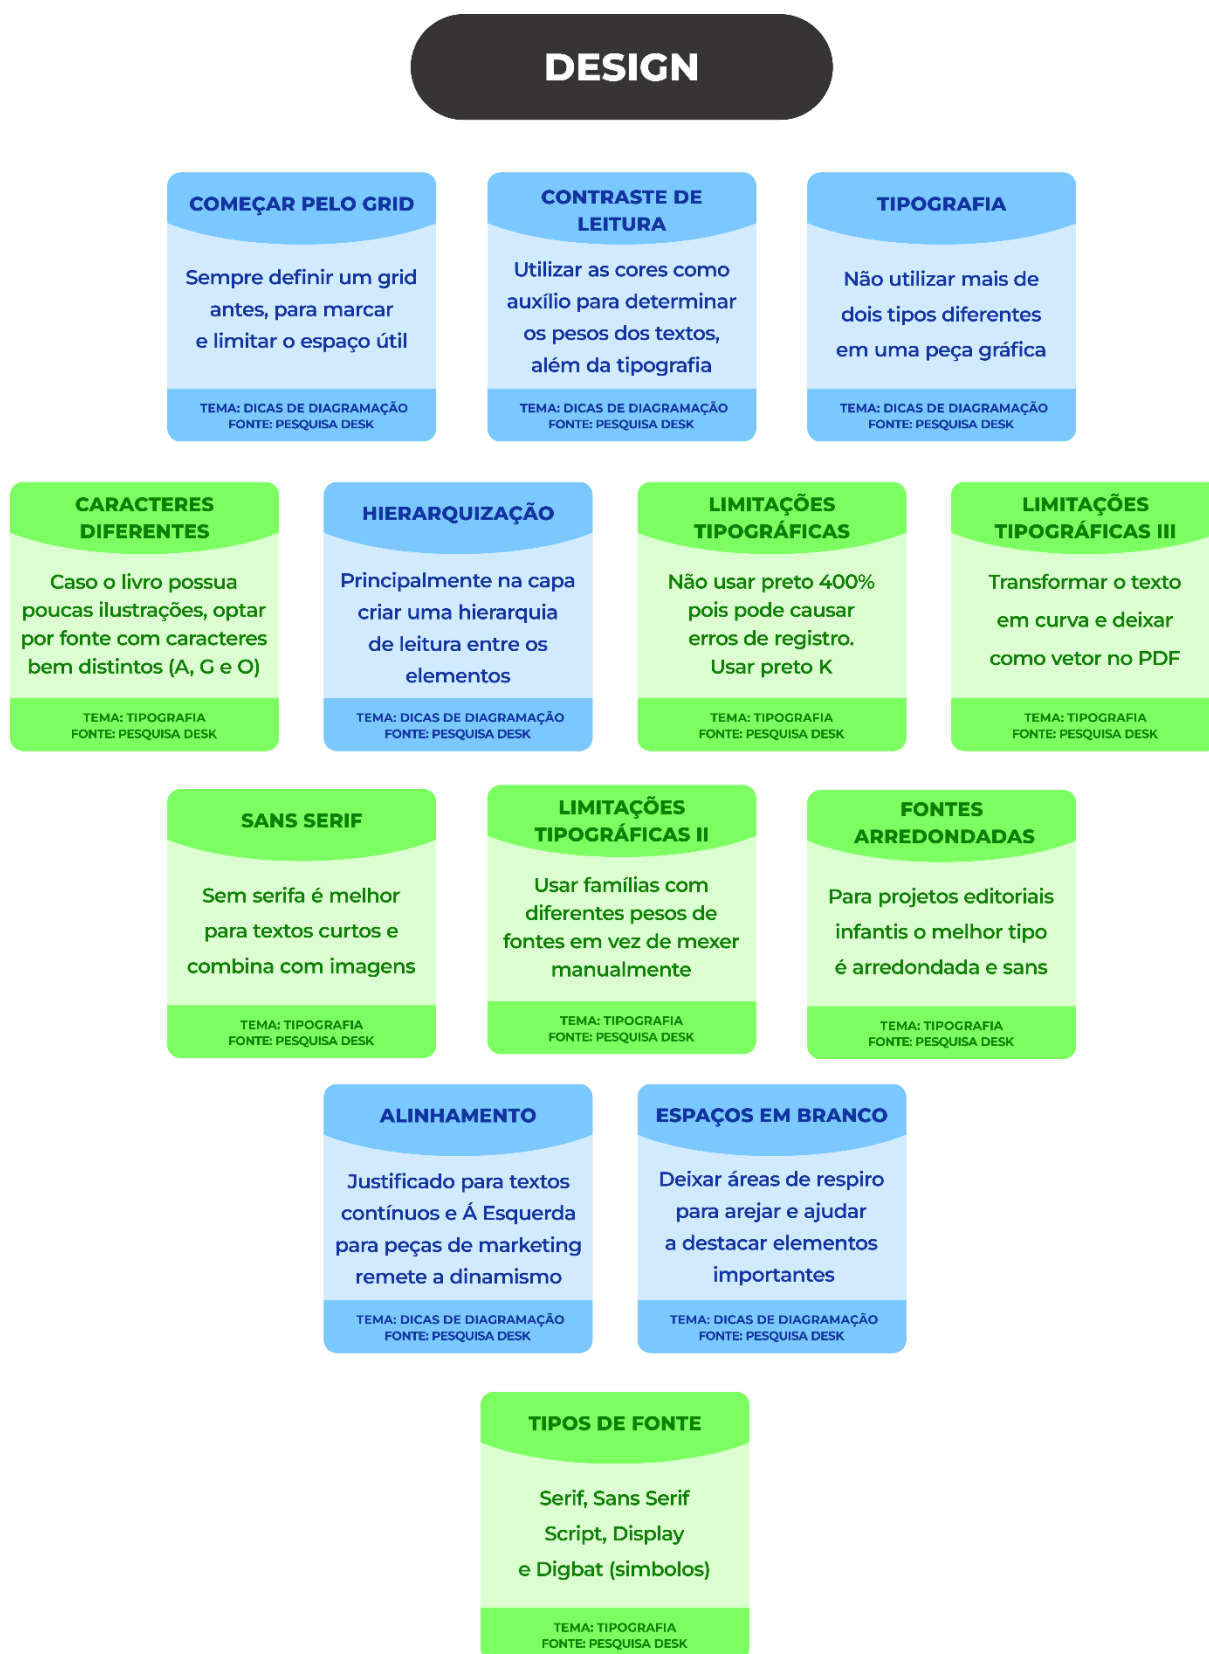 DESIGN
COMEÇAR PELO GRID
Sempre definir um grid
antes, para marcar
e limitar o espaço útil
TEMA: DICAS DE DIAGRAMAÇÃO
FONTE: PESQUISA DESK
CONTRASTE DE
LEITURA
Utilizar as cores como
auxílio para determinar
os pesos dos textos,
além da tipografia
TEMA: DICAS DE DIAGRAMAÇÃO
FONTE: PESQUISA DESK
TIPOGRAFIA
Não utilizar mais de
dois tipos diferentes
em uma peça gráfica
TEMA: DICAS DE DIAGRAMAÇÃO
FONTE: PESQUISA DESK
CARACTERES
DIFERENTES
Caso o livro possua
poucas ilustrações, optar
por fonte com caracteres
bem distintos (A, G e O)
TEMA: TIPOGRAFIA
FONTE: PESQUISA DESK
HIERARQUIZAÇÃO
Principalmente na capa
criar uma hierarquia
de leitura entre os
elementos
TEMA: DICAS DE DIAGRAMAÇÃO
FONTE: PESQUISA DESK
LIMITAÇÕES
TIPOGRÁFICAS
Não usar preto 400%
pois pode causar
erros de registro.
Usar preto K
TEMA: TIPOGRAFIA
FONTE: PESQUISA DESK
LIMITAÇÕES
TIPOGRÁFICAS III
Transformar o texto
em curva e deixar
como vetor no PDF
TEMA: TIPOGRAFIA
FONTE: PESQUISA DESK
SANS SERIF
Sem serifa é melhor
para textos curtos e
combina com imagens
TEMA: TIPOGRAFIA
FONTE: PESQUISA DESK
LIMITAÇÕES
TIPOGRÁFICAS II
Usar famílias com
diferentes pesos de
fontes em vez de mexer
manualmente
TEMA: TIPOGRAFIA
FONTE: PESQUISA DESK
FONTES
ARREDONDADAS
Para projetos editoriais
infantis o melhor tipo
é arredondada e sans
TEMA: TIPOGRAFIA
FONTE: PESQUISA DESK
ALINHAMENTO
Justificado para textos
contínuos e Á Esquerda
para peças de marketing
remete a dinamismo
TEMA: DICAS DE DIAGRAMAÇÃO
FONTE: PESQUISA DESK
ESPAÇOS EM BRANCO
Deixar áreas de respiro
para arejar e ajudar
a destacar elementos
importantes
TEMA: DICAS DE DIAGRAMAÇÃO
FONTE: PESQUISA DESK
TIPOS DE FONTE
Serif, Sans Serif
Script, Display
e Digbat (simbolos)
TEMA: TIPOGRAFIA
FONTE: PESQUISA DESK